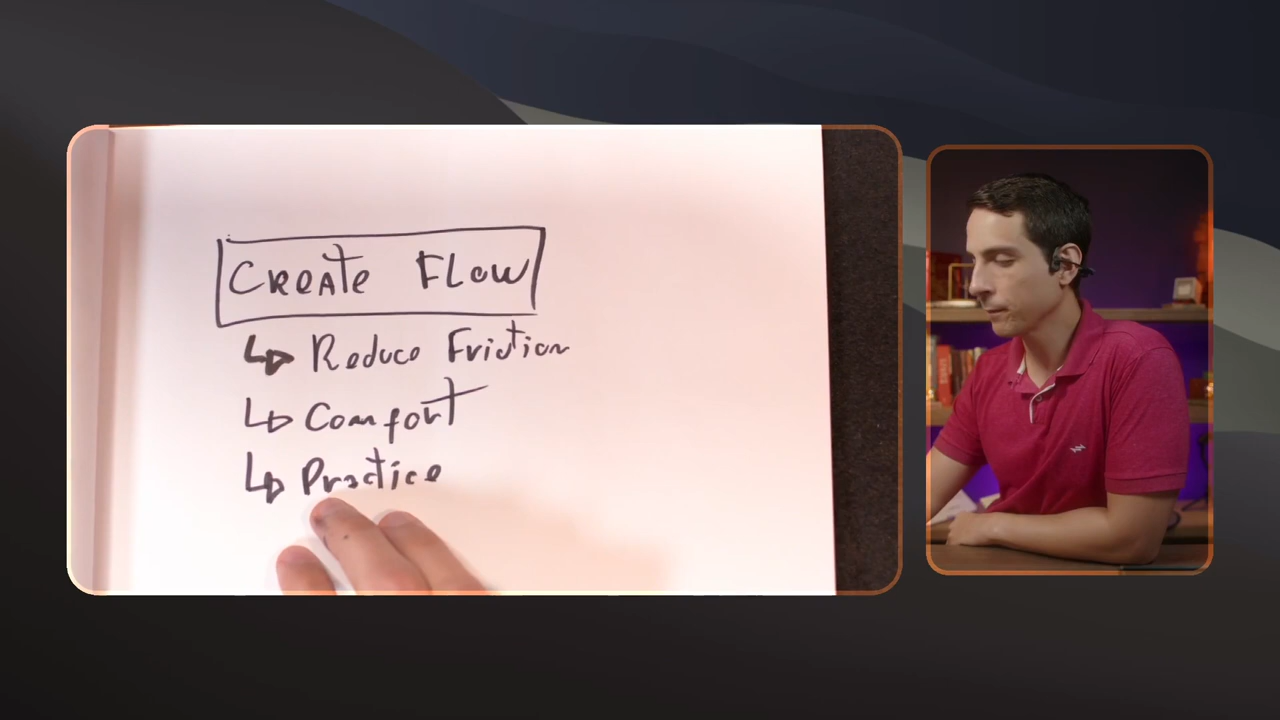 Create Flow
↳ Reduce Friction
↳ Comfort
↳ Practice